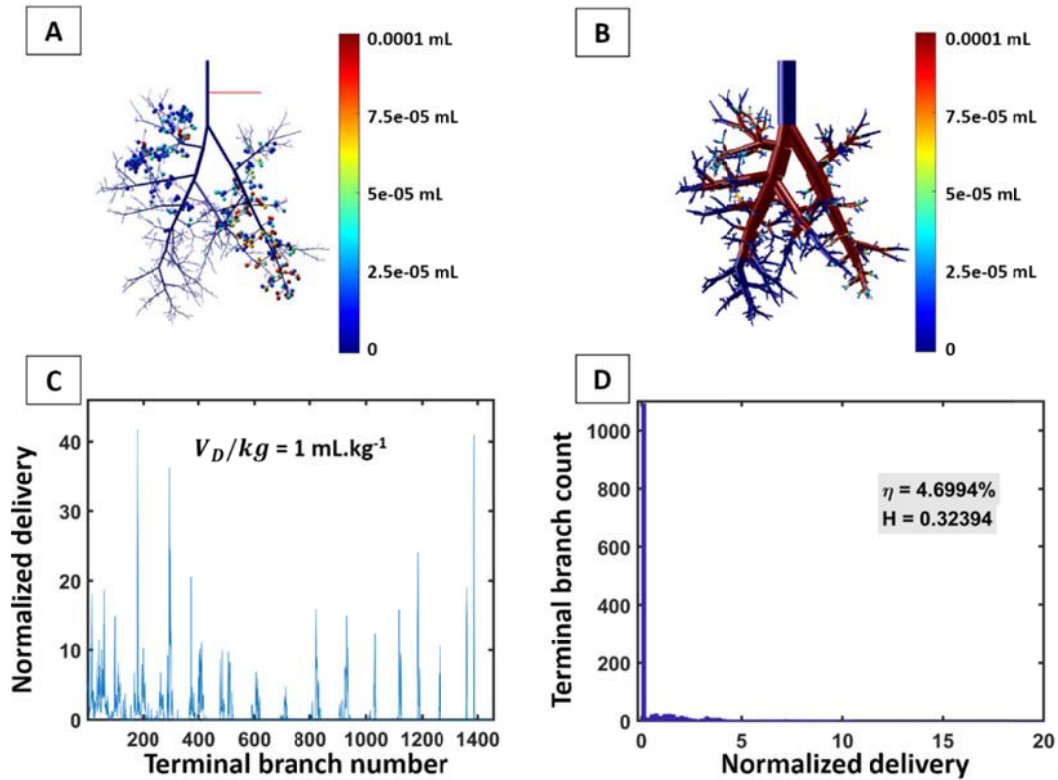 A
0.0001 mL
7.5e-05 mL
5e-05 mL
2.5e-05 mL
0
B
0.0001 mL
7.5e-05 mL
5e-05 mL
2.5e-05 mL
0
C
Normalized delivery
40
30
20
10
0
V_D/kg = 1 mL.kg⁻¹
200 400 600 800 1000 1200 1400
Terminal branch number
D
Terminal branch count
1000
800
600
400
200
0
η = 4.6994%
H = 0.32394
0 5 10 15 20
Normalized delivery